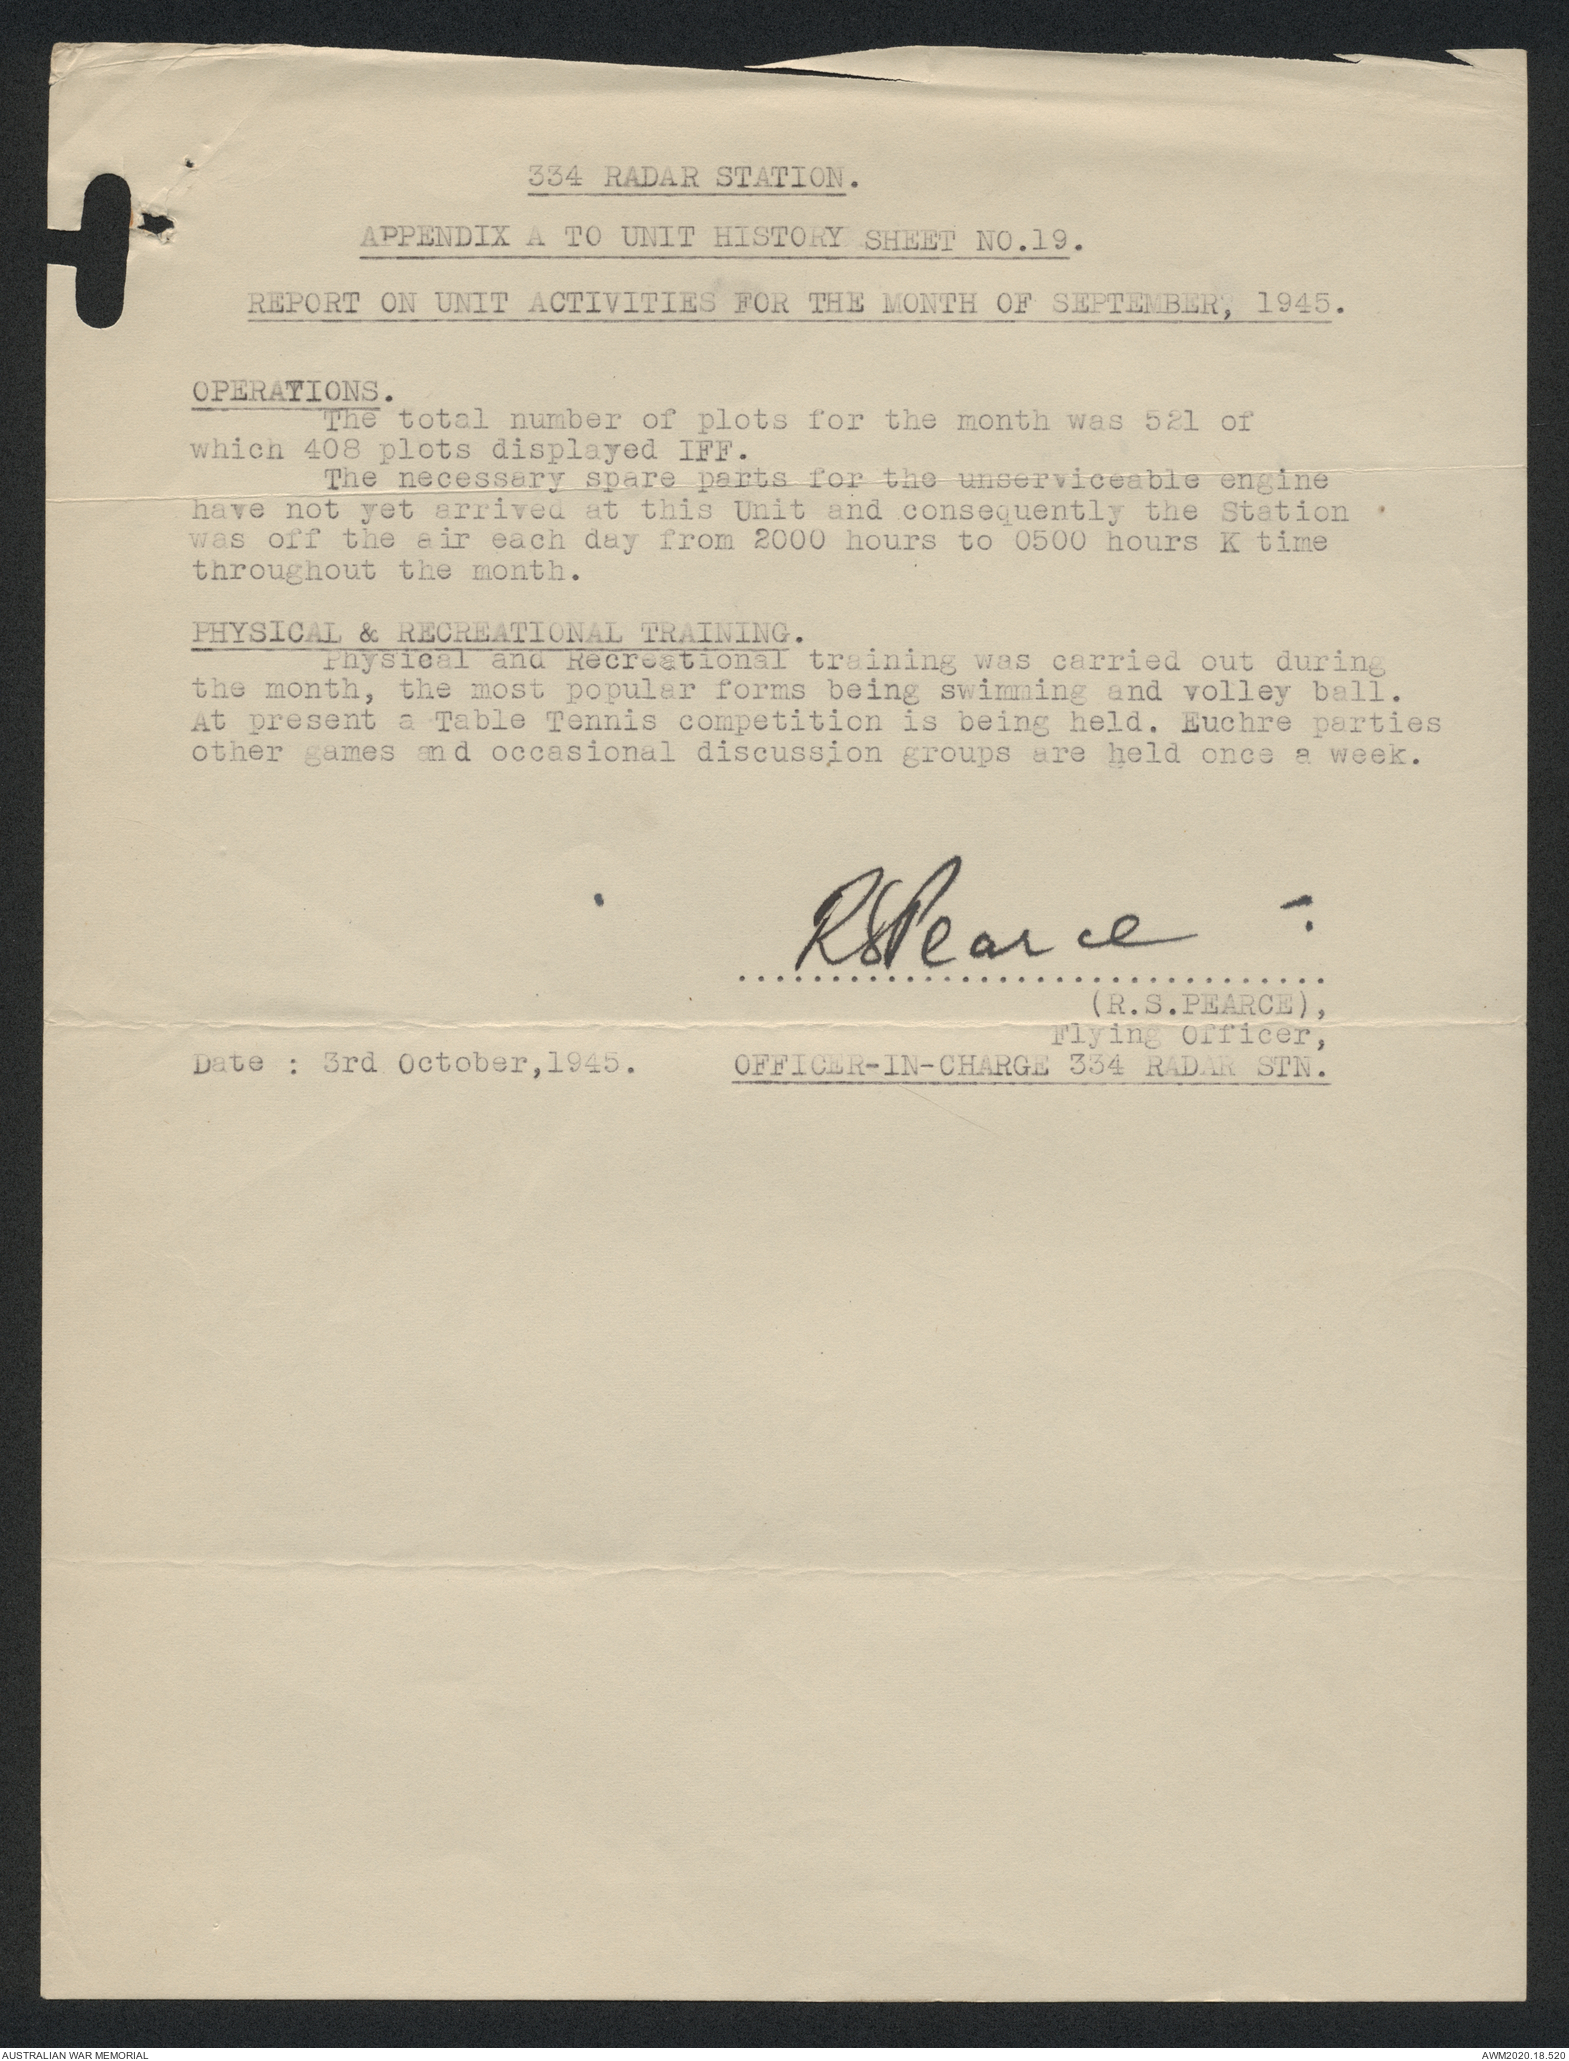 334 RADAR STATION.
APPENDIX A TO UNIT HISTORY SHEET NO.19.
REPORT ON UNIT ACTIVITIES FOR THE MONTH OF SEPTEMBER, 1945.
OPERATIONS.
The total number of plots for the month was 521 of
which 408 plots displayed IFF.
The necessary spare parts for the unserviceable engine
have not yet arrived at this Unit and consequently the Station
was off the air each day from 2000 hours to 0500 hours K time
throughout the month.
PHYSICAL & RECREATIONAL TRAINING.
Physical and Recreational training was carried out during
the month, the most popular forms being swimming and volley ball.
At present a Table Tennis competition is being held. Euchre parties
other games and occasional discussion groups are held once a week.
RSPearce
(R.S.PEARCE),
Flying Officer,
Date : 3rd October,1945. OFFICER-IN-CHARGE 334 RADAR STN.
AUSTRALIAN WAR MEMORIAL AWM2020.18.520